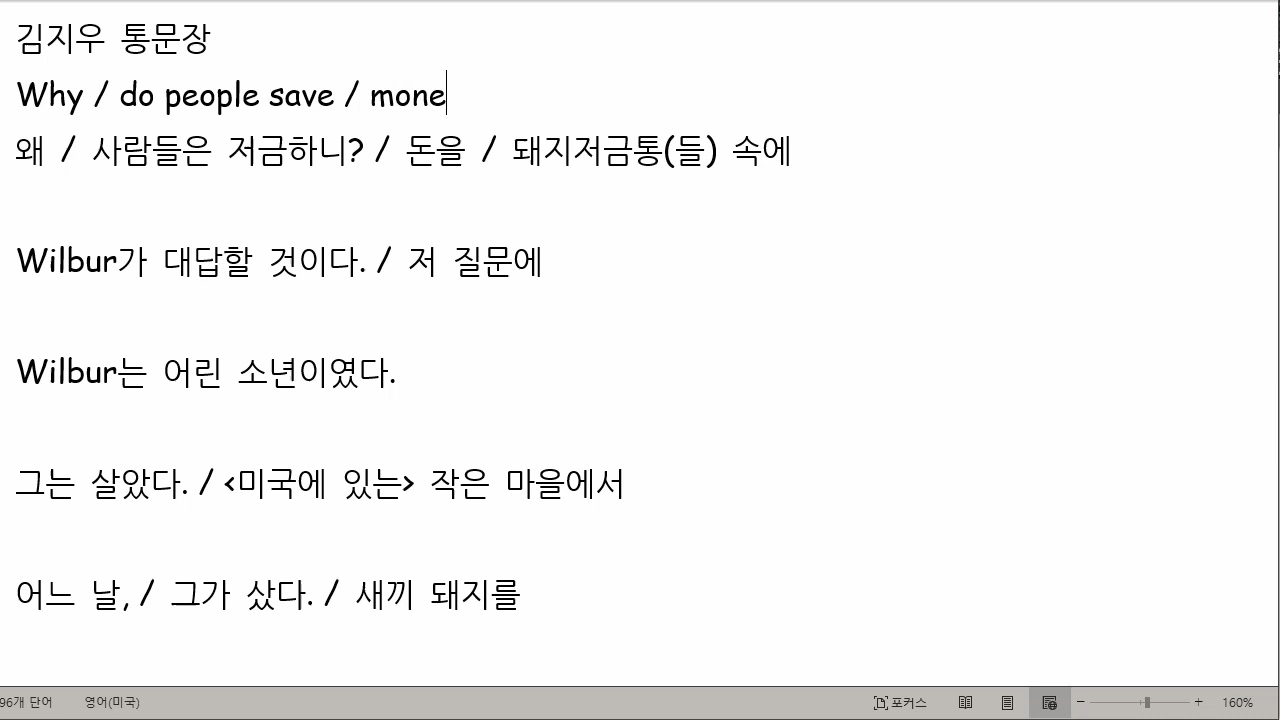 김지우 통문장
Why / do people save / mone
왜 / 사람들은 저금하니? / 돈을 / 돼지저금통(들) 속에
Wilbur가 대답할 것이다. / 저 질문에
Wilbur는 어린 소년이였다.
그는 살았다. / <미국에 있는> 작은 마을에서
어느 날, / 그가 샀다. / 새끼 돼지를
96개 단어 영어(미국) 포커스 160%